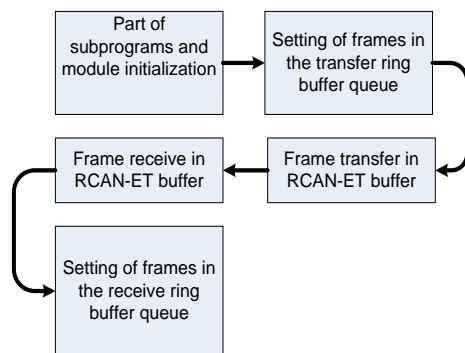 Part of
subprograms and
module initialization
Setting of frames in
the transfer ring
buffer queue
Frame transfer in
RCAN-ET buffer
Frame receive in
RCAN-ET buffer
Setting of frames in
the receive ring
buffer queue